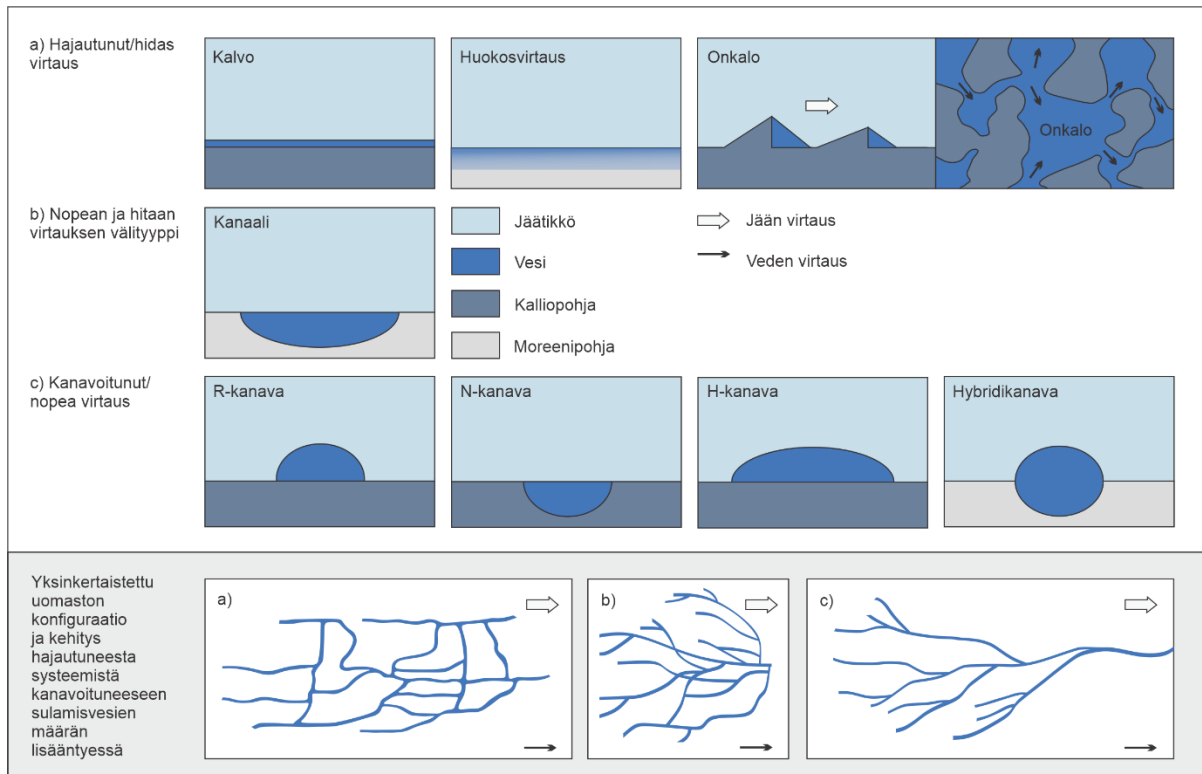 a) Hajautunut/hidas
virtaus
Kalvo
Huokosvirtaus
Onkalo
Onkalo
b) Nopean ja hitaan
virtauksen välityyppi
Kanaali
Jäätikkö
Vesi
Kalliopohja
Moreenipohja
Jään virtaus
Veden virtaus
c) Kanavoitunut/
nopea virtaus
R-kanava
N-kanava
H-kanava
Hybridikanava
Yksinkertaistettu
uomaston
konfiguraatio
ja kehitys
hajautuneesta
systeemistä
kanavoituneeseen
sulamisvesien
määrän
lisääntyessä
a)
b)
c)